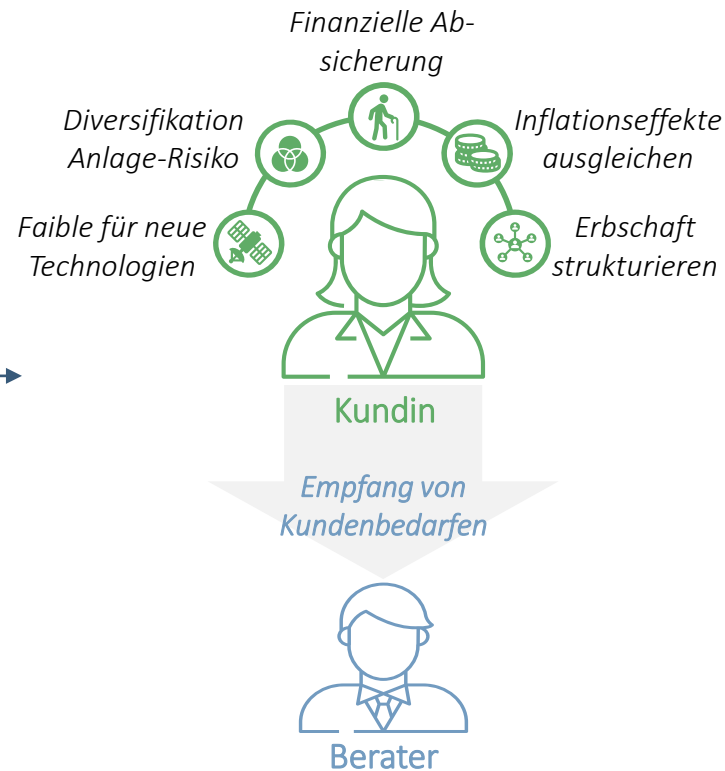 Finanzielle Ab-
sicherung
Diversifikation
Anlage-Risiko
Inflationseffekte
ausgleichen
Faible für neue
Technologien
Erbschaft
strukturieren
Kundin
Empfang von
Kundenbedarfen
Berater